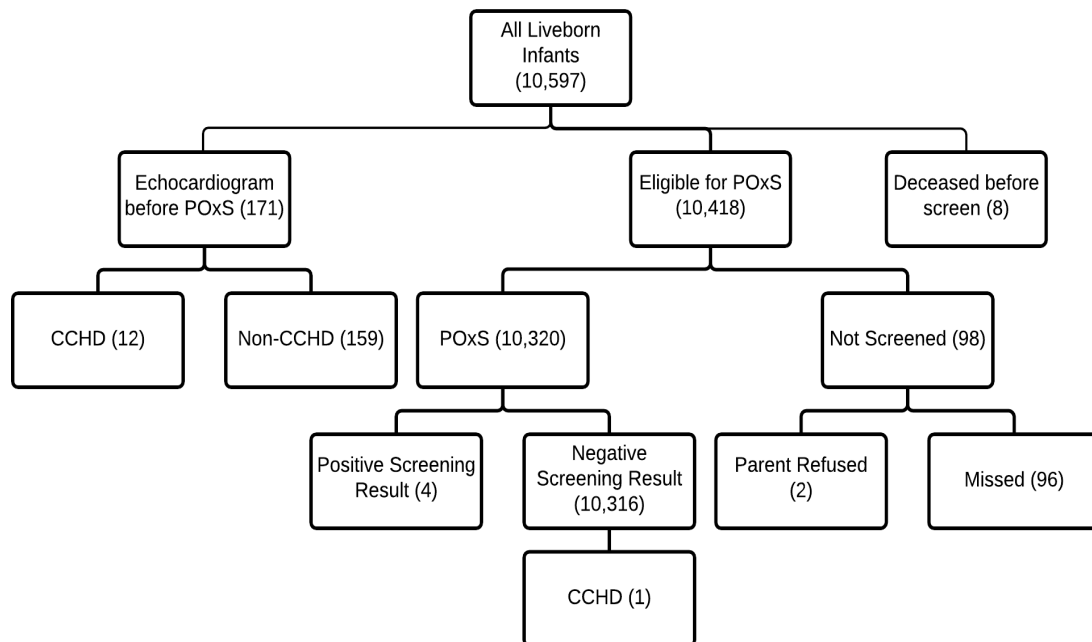 All Liveborn
Infants
(10,597)
Echocardiogram
before POxS (171)
Eligible for POxS
(10,418)
Deceased before
screen (8)
CCHD (12)
Non-CCHD (159)
POxS (10,320)
Not Screened (98)
Positive Screening
Result (4)
Negative
Screening Result
(10,316)
Parent Refused
(2)
Missed (96)
CCHD (1)